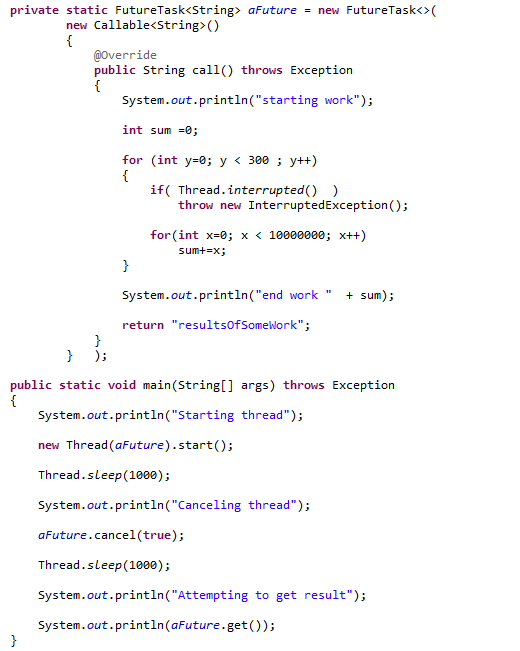 private static FutureTask<String> aFuture = new FutureTask<>(
        new Callable<String>()
        {
            @Override
            public String call() throws Exception
            {
                System.out.println("starting work");

                int sum =0;

                for (int y=0; y < 300 ; y++)
                {
                    if( Thread.interrupted()  )
                        throw new InterruptedException();

                    for(int x=0; x < 10000000; x++)
                        sum+=x;
                }

                System.out.println("end work "  + sum);

                return "resultsOfSomeWork";
            }
        }   );

public static void main(String[] args) throws Exception
{
    System.out.println("Starting thread");

    new Thread(aFuture).start();

    Thread.sleep(1000);

    System.out.println("Canceling thread");

    aFuture.cancel(true);

    Thread.sleep(1000);

    System.out.println("Attempting to get result");

    System.out.println(aFuture.get());
}